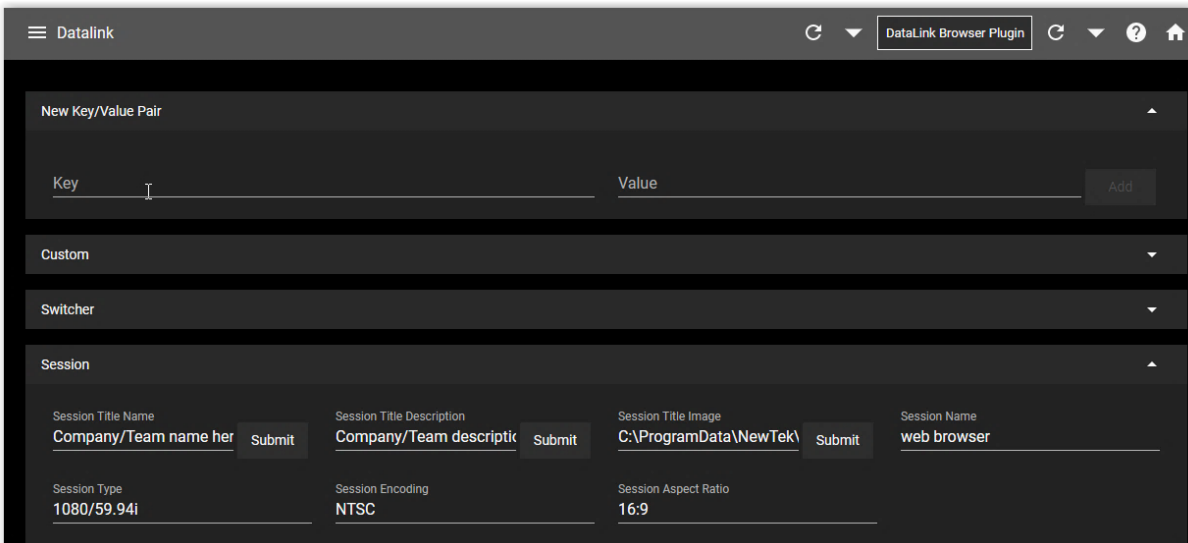 Datalink
DataLink Browser Plugin
New Key/Value Pair
Key
Value
Add
Custom
Switcher
Session
Session Title Name
Company/Team name her
Submit
Session Title Description
Company/Team descriptic
Submit
Session Title Image
C:\ProgramData\NewTek\
Submit
Session Name
web browser
Session Type
1080/59.94i
Session Encoding
NTSC
Session Aspect Ratio
16:9